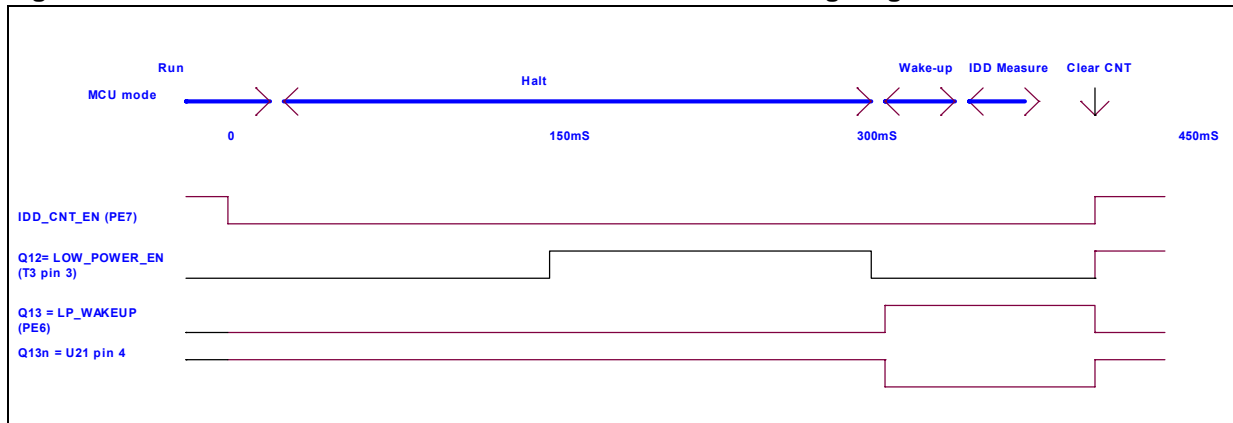 Run
Halt
Wake-up IDD Measure Clear CNT
MCU mode
0 150mS 300mS 450mS
IDD_CNT_EN (PE7)
Q12= LOW_POWER_EN
(T3 pin 3)
Q13 = LP_WAKEUP
(PE6)
Q13n = U21 pin 4